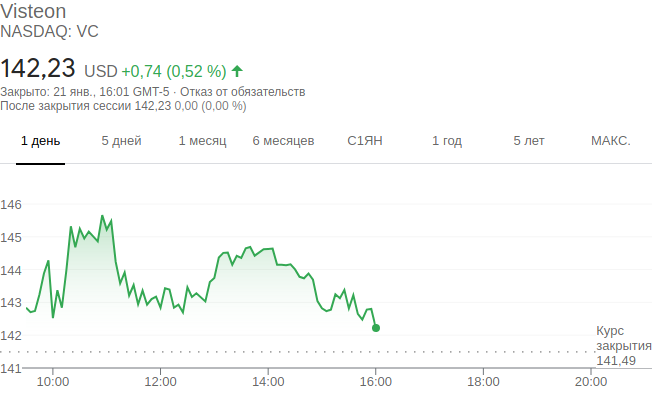 Visteon
NASDAQ: VC
142,23 USD +0,74 (0,52 %)
Закрыто: 21 янв., 16:01 GMT-5 · Отказ от обязательств
После закрытия сессии 142,23 0,00 (0,00 %)
1 день 5 дней 1 месяц 6 месяцев С1ЯН 1 год 5 лет МАКС.
146
145
144
143
142
Курс
закрытия
141,49
141
10:00 12:00 14:00 16:00 18:00 20:00